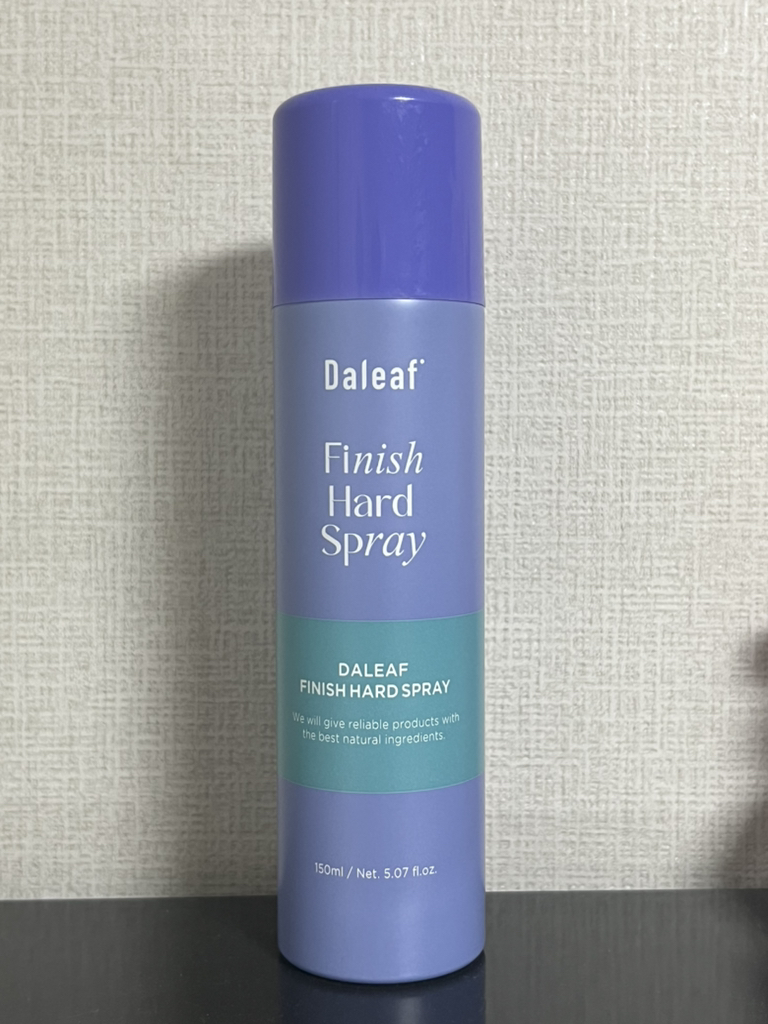 Daleaf
Finish
Hard
Spray
DALEAF
FINISH HARD SPRAY
We will give reliable products with
the best natural ingredients.
150ml / Net. 5.07 fl.oz.